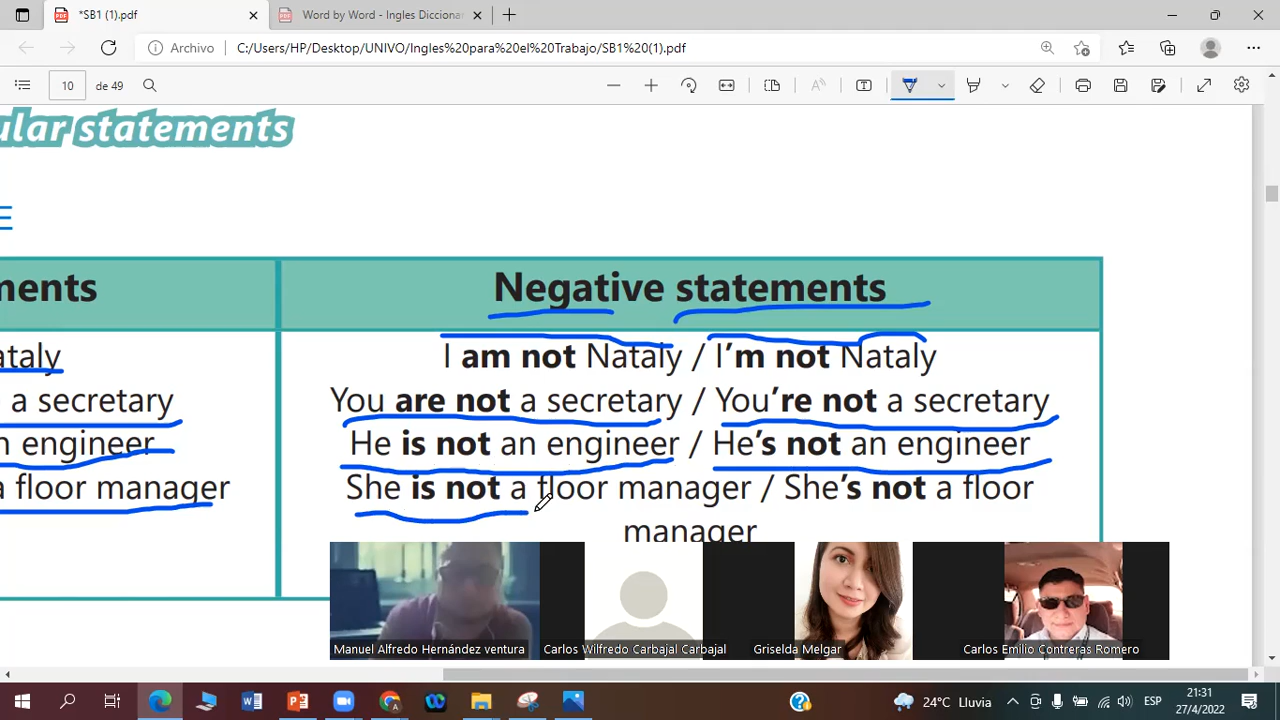 *SB1 (1).pdf
Word by Word - Ingles Dicciona
Archivo
C:/Users/HP/Desktop/UNIVO/Ingles%20para%20el%20Trabajo/SB1%20(1).pdf
10 de 49
ular statements
E
ments
Negative statements
ataly
I am not Nataly / I'm not Nataly
a secretary
You are not a secretary / You're not a secretary
n engineer
He is not an engineer / He's not an engineer
a floor manager
She is not a floor manager / She's not a floor
manager
Manuel Alfredo Hernández ventura
Carlos Wilfredo Carbajal Carbajal
Griselda Melgar
Carlos Emilio Contreras Romero
24°C Lluvia
ESP
21:31
27/4/2022